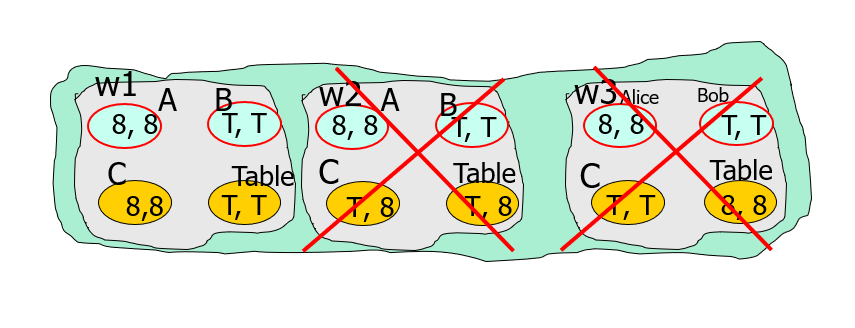 w1 A B
8, 8 T, T
C Table
8,8 T, T
w2 A B
8, 8 T, T
C Table
T, 8 T, 8
w3 Alice Bob
8, 8 T, T
C Table
T, T 8, 8